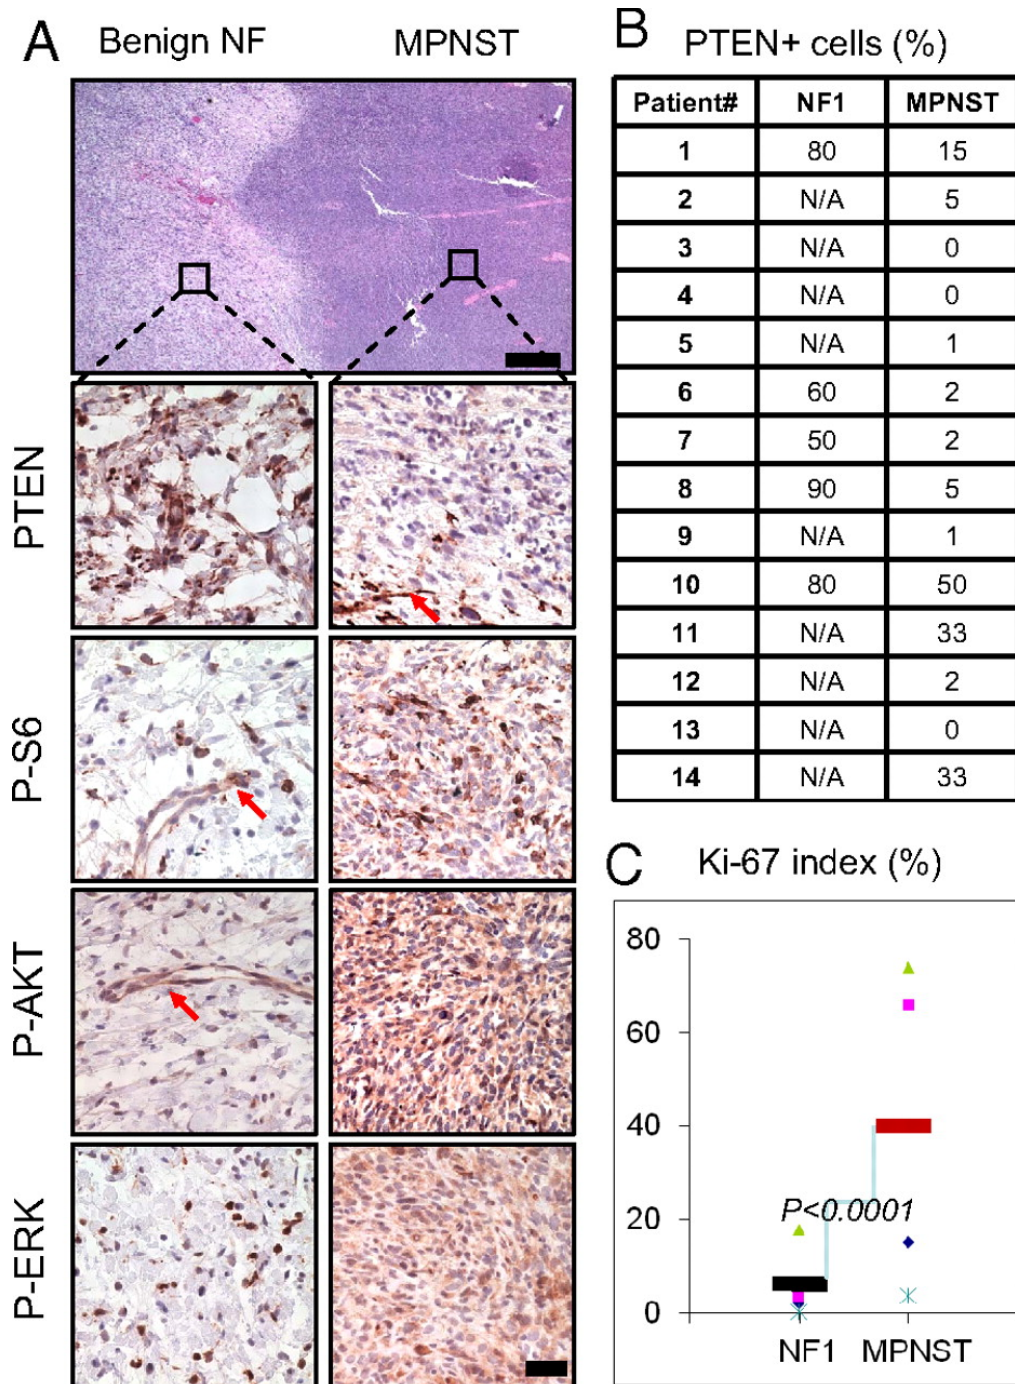 A
Benign NF MPNST
PTEN
P-S6
P-AKT
P-ERK
B PTEN+ cells (%)
Patient# NF1 MPNST
1 80 15
2 N/A 5
3 N/A 0
4 N/A 0
5 N/A 1
6 60 2
7 50 2
8 90 5
9 N/A 1
10 80 50
11 N/A 33
12 N/A 2
13 N/A 0
14 N/A 33
C Ki-67 index (%)
80
60
40
20
0
P<0.0001
NF1 MPNST